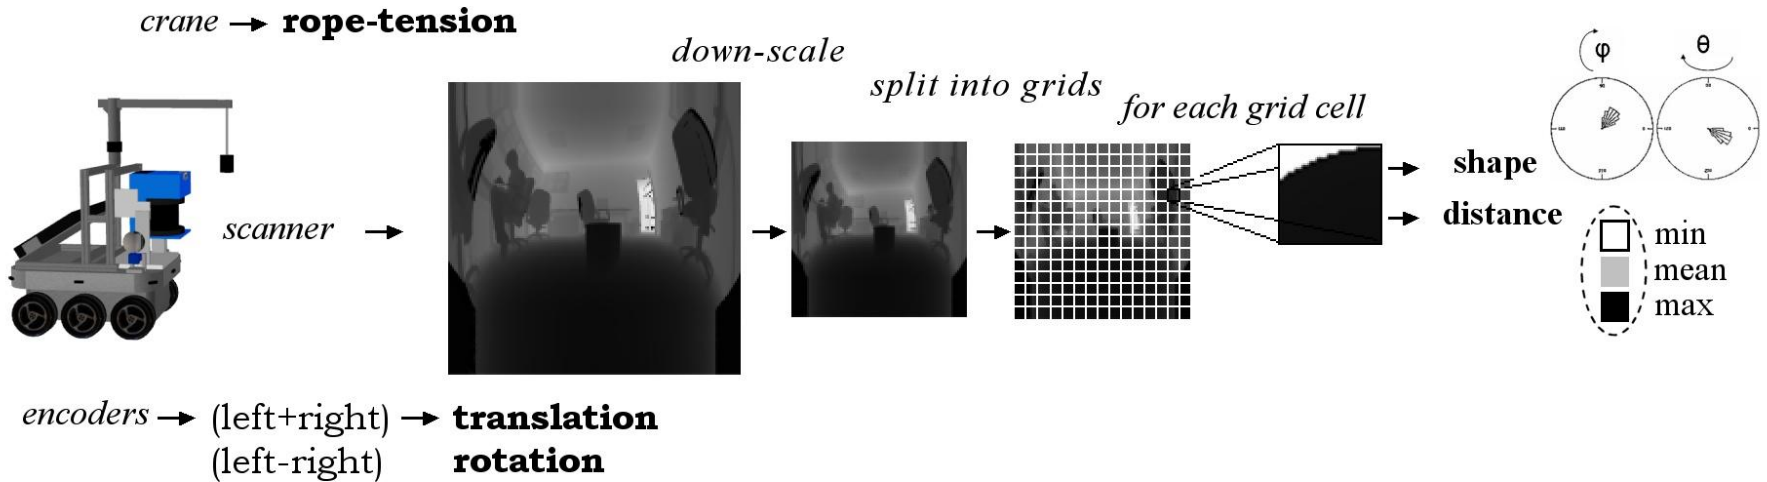 crane → rope-tension
down-scale
split into grids
for each grid cell
φ
θ
scanner
shape
distance
min
mean
max
encoders → (left+right) → translation
(left-right) rotation